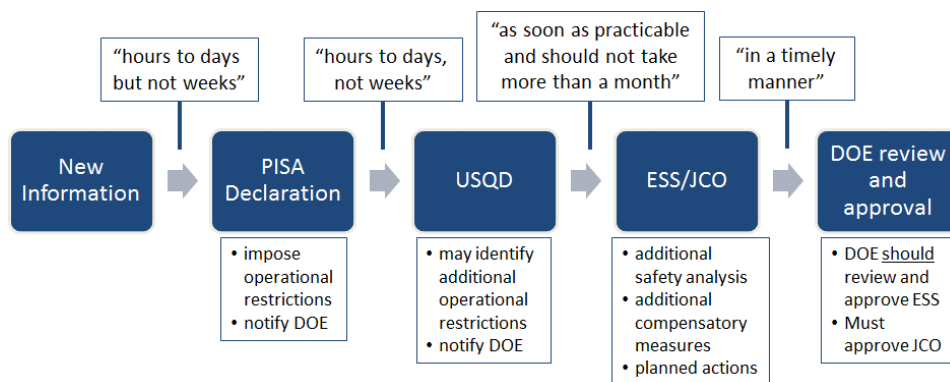 “hours to days
but not weeks”
“hours to days,
not weeks”
“as soon as practicable
and should not take
more than a month”
“in a timely
manner”
New
Information
PISA
Declaration
USQD
ESS/JCO
DOE review
and
approval
• impose
operational
restrictions
• notify DOE
• may identify
additional
operational
restrictions
• notify DOE
• additional
safety analysis
• additional
compensatory
measures
• planned actions
• DOE should
review and
approve ESS
• Must
approve JCO